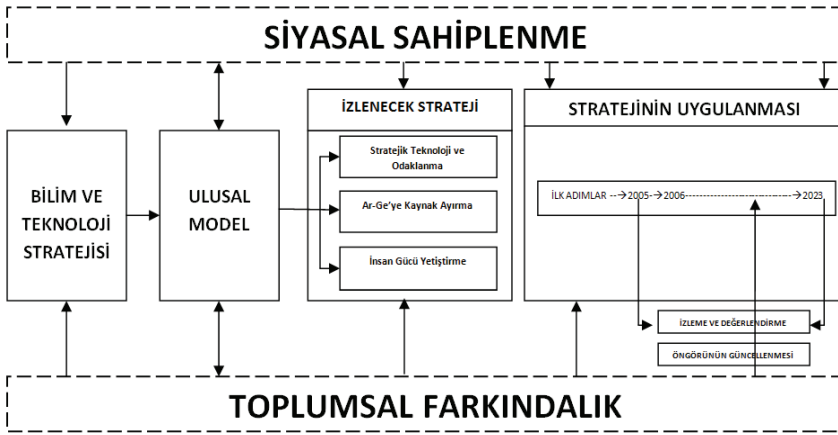 SİYASAL SAHİPLENME
BİLİM VE
TEKNOLOJİ
STRATEJİSİ
ULUSAL
MODEL
İZLENECEK STRATEJİ
Stratejik Teknoloji ve
Odaklanma
Ar-Ge'ye Kaynak Ayırma
İnsan Gücü Yetiştirme
STRATEJİNİN UYGULANMASI
İLK ADIMLAR --→2005-→2006--------------------------------→2023
İZLEME VE DEĞERLENDİRME
ÖNGÖRÜNÜN GÜNCELLENMESİ
TOPLUMSAL FARKINDALIK